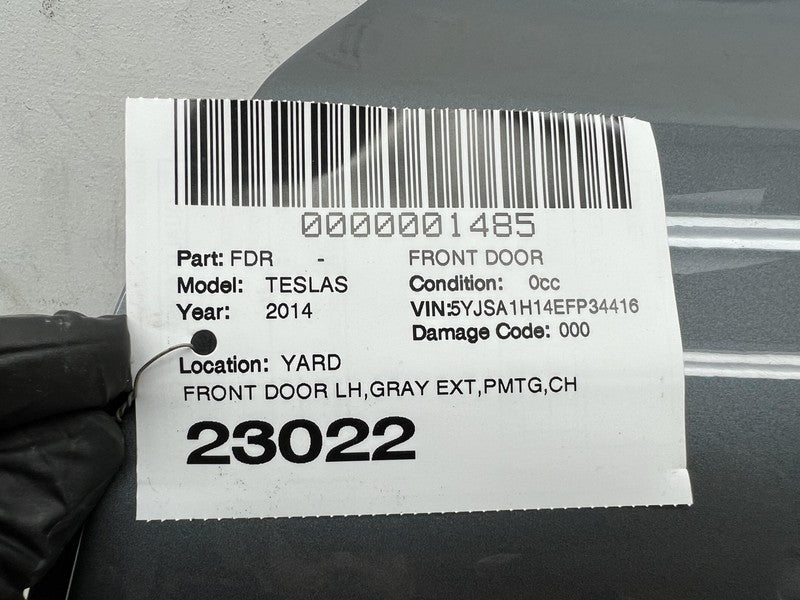 0000001485
Part: FDR - FRONT DOOR
Model: TESLAS Condition: 0cc
Year: 2014 VIN:5YJSA1H14EFP34416
Damage Code: 000
Location: YARD
FRONT DOOR LH,GRAY EXT,PMTG,CH
23022